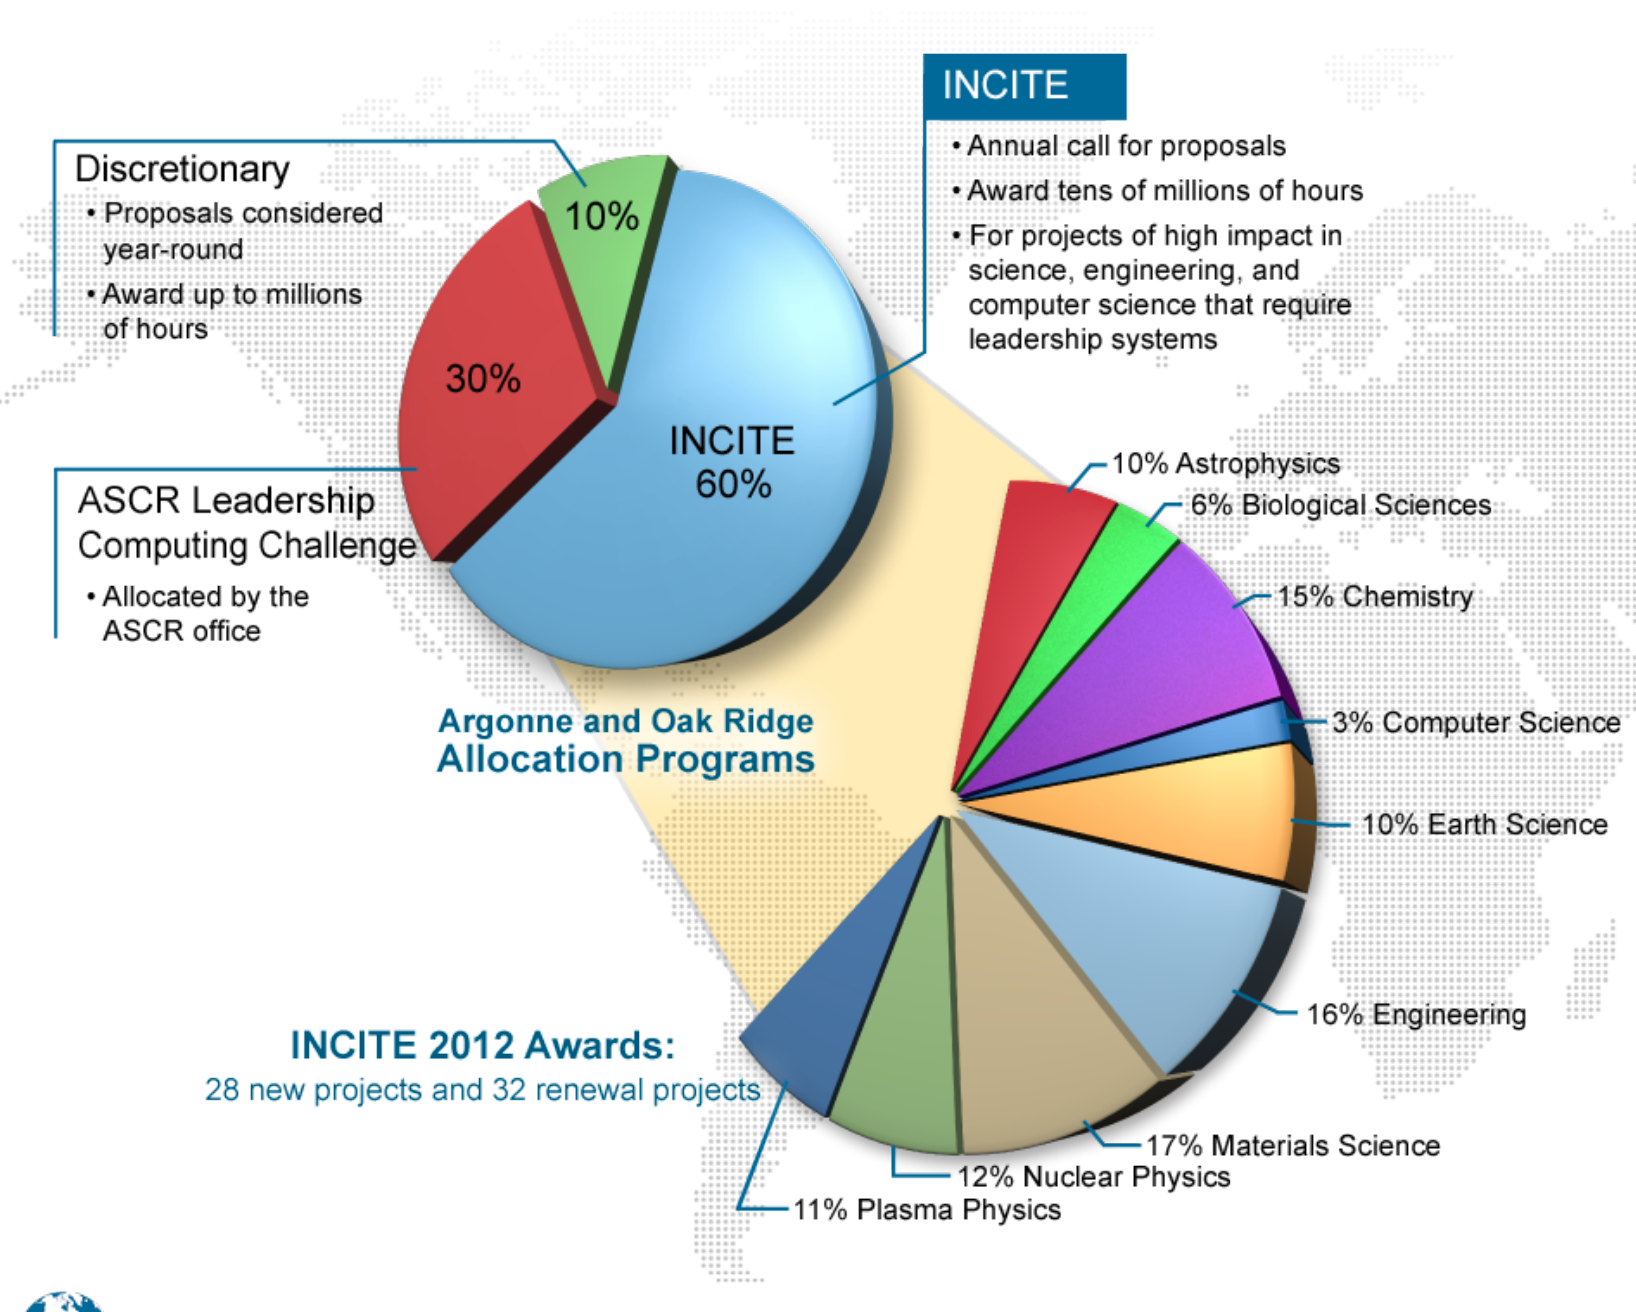 INCITE
• Annual call for proposals
• Award tens of millions of hours
• For projects of high impact in
science, engineering, and
computer science that require
leadership systems
Discretionary
• Proposals considered
year-round
• Award up to millions
of hours
10%
30%
INCITE
60%
ASCR Leadership
Computing Challenge
• Allocated by the
ASCR office
Argonne and Oak Ridge
Allocation Programs
10% Astrophysics
6% Biological Sciences
15% Chemistry
3% Computer Science
10% Earth Science
16% Engineering
17% Materials Science
12% Nuclear Physics
11% Plasma Physics
INCITE 2012 Awards:
28 new projects and 32 renewal projects